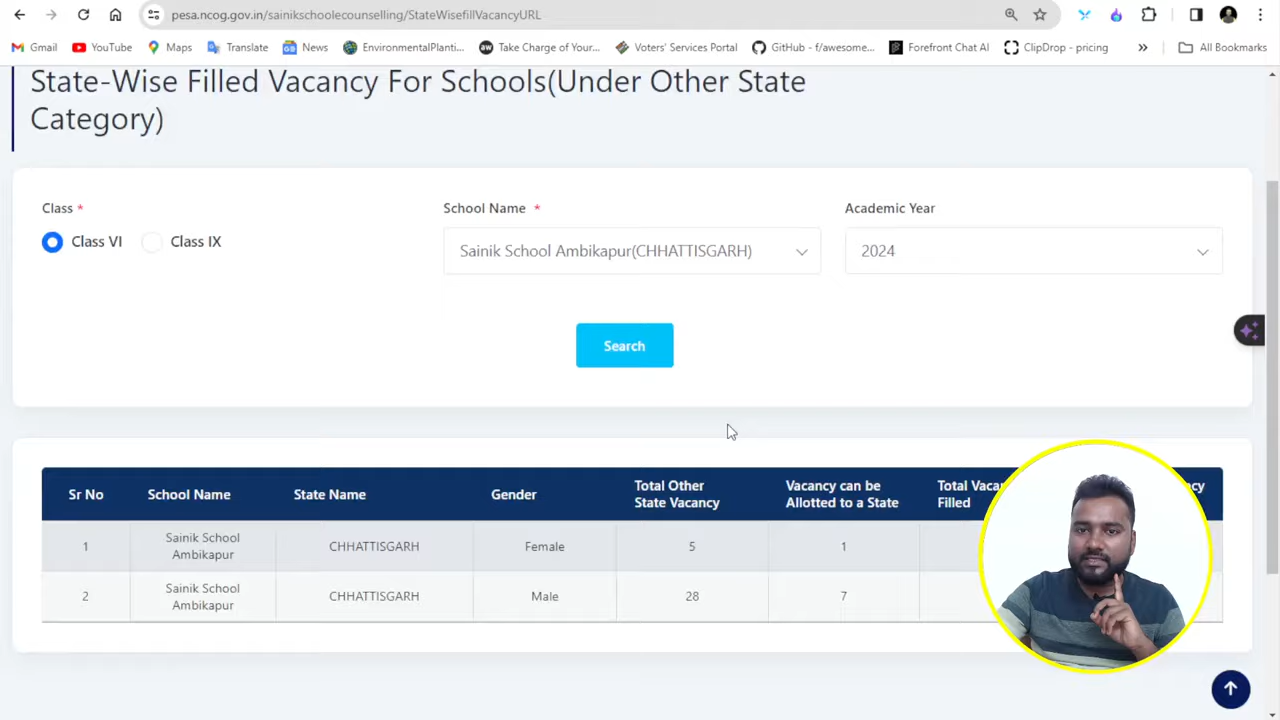 pesa.ncog.gov.in/sainikschoolecounselling/StateWisefillVacancyURL
Gmail YouTube Maps Translate News EnvironmentalPlanti... Take Charge of Your... Voters' Services Portal GitHub - f/awesome... Forefront Chat AI ClipDrop - pricing » All Bookmarks
State-Wise Filled Vacancy For Schools(Under Other State
Category)
Class * School Name * Academic Year
Class VI Class IX Sainik School Ambikapur(CHHATTISGARH) 2024
Search
Sr No School Name State Name Gender Total Other State Vacancy Vacancy can be Allotted to a State Filled
1 Sainik School Ambikapur CHHATTISGARH Female 5 1
2 Sainik School Ambikapur CHHATTISGARH Male 28 7